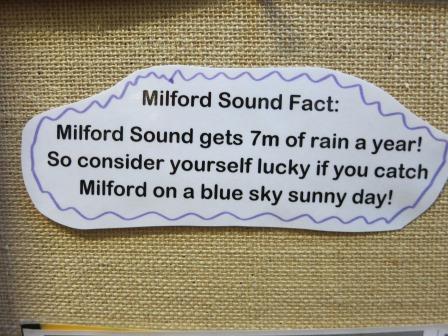 Milford Sound Fact:
Milford Sound gets 7m of rain a year!
So consider yourself lucky if you catch
Milford on a blue sky sunny day!